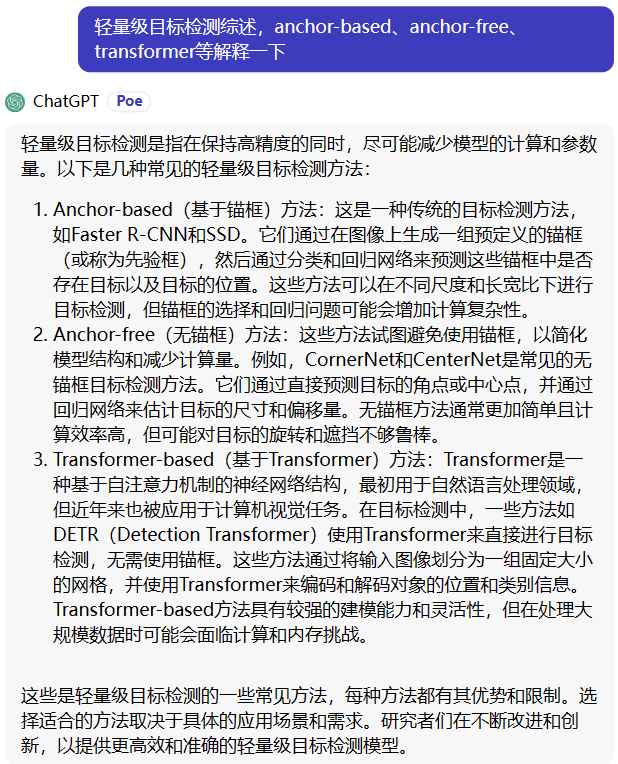 轻量级目标检测综述，anchor-based、anchor-free、
transformer等解释一下
ChatGPT Poe
轻量级目标检测是指在保持高精度的同时，尽可能减少模型的计算和参数
量。以下是几种常见的轻量级目标检测方法：
1. Anchor-based（基于锚框）方法：这是一种传统的目标检测方法，
如Faster R-CNN和SSD。它们通过在图像上生成一组预定义的锚框
（或称为先验框），然后通过分类和回归网络来预测这些锚框中是否
存在目标以及目标的位置。这些方法可以在不同尺度和长宽比下进行
目标检测，但锚框的选择和回归问题可能会增加计算复杂性。
2. Anchor-free（无锚框）方法：这些方法试图避免使用锚框，以简化
模型结构和减少计算量。例如，CornerNet和CenterNet是常见的无
锚框目标检测方法。它们通过直接预测目标的角点或中心点，并通过
回归网络来估计目标的尺寸和偏移量。无锚框方法通常更加简单且计
算效率高，但可能对目标的旋转和遮挡不够鲁棒。
3. Transformer-based（基于Transformer）方法：Transformer是一
种基于自注意力机制的神经网络结构，最初用于自然语言处理领域，
但近年来也被应用于计算机视觉任务。在目标检测中，一些方法如
DETR（Detection Transformer）使用Transformer来直接进行目标
检测，无需使用锚框。这些方法通过将输入图像划分为一组固定大小
的网格，并使用Transformer来编码和解码对象的位置和类别信息。
Transformer-based方法具有较强的建模能力和灵活性，但在处理大
规模数据时可能会面临计算和内存挑战。
这些是轻量级目标检测的一些常见方法，每种方法都有其优势和限制。选
择适合的方法取决于具体的应用场景和需求。研究者们在不断改进和创
新，以提供更高效和准确的轻量级目标检测模型。